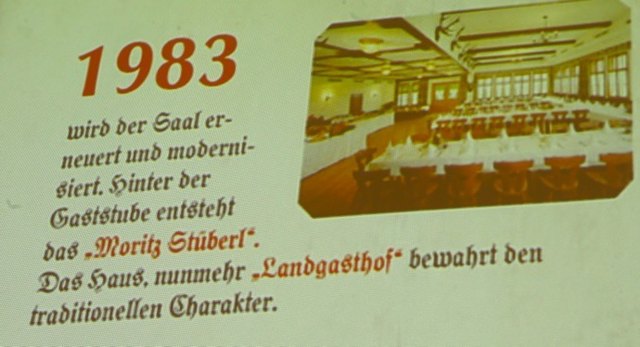 1983
wird der Saal er-
neuert und moderni-
siert. Hinter der
Gaststube entsteht
das „Moritz Stüberl“.
Das Haus, nunmehr „Landgasthof“ bewahrt den
traditionellen Charakter.